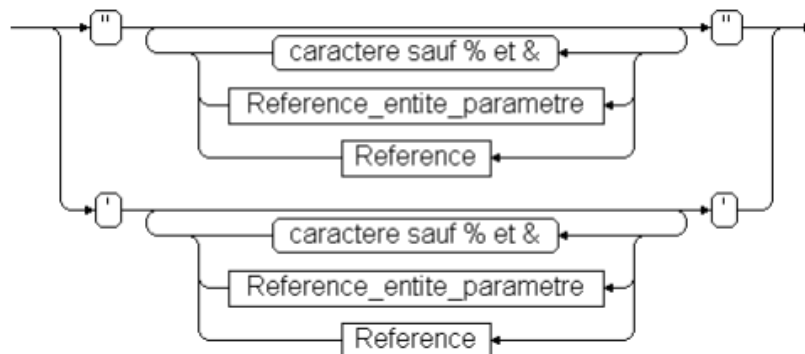 " "
caractere sauf % et &
Reference_entite_parametre
Reference
' '
caractere sauf % et &
Reference_entite_parametre
Reference